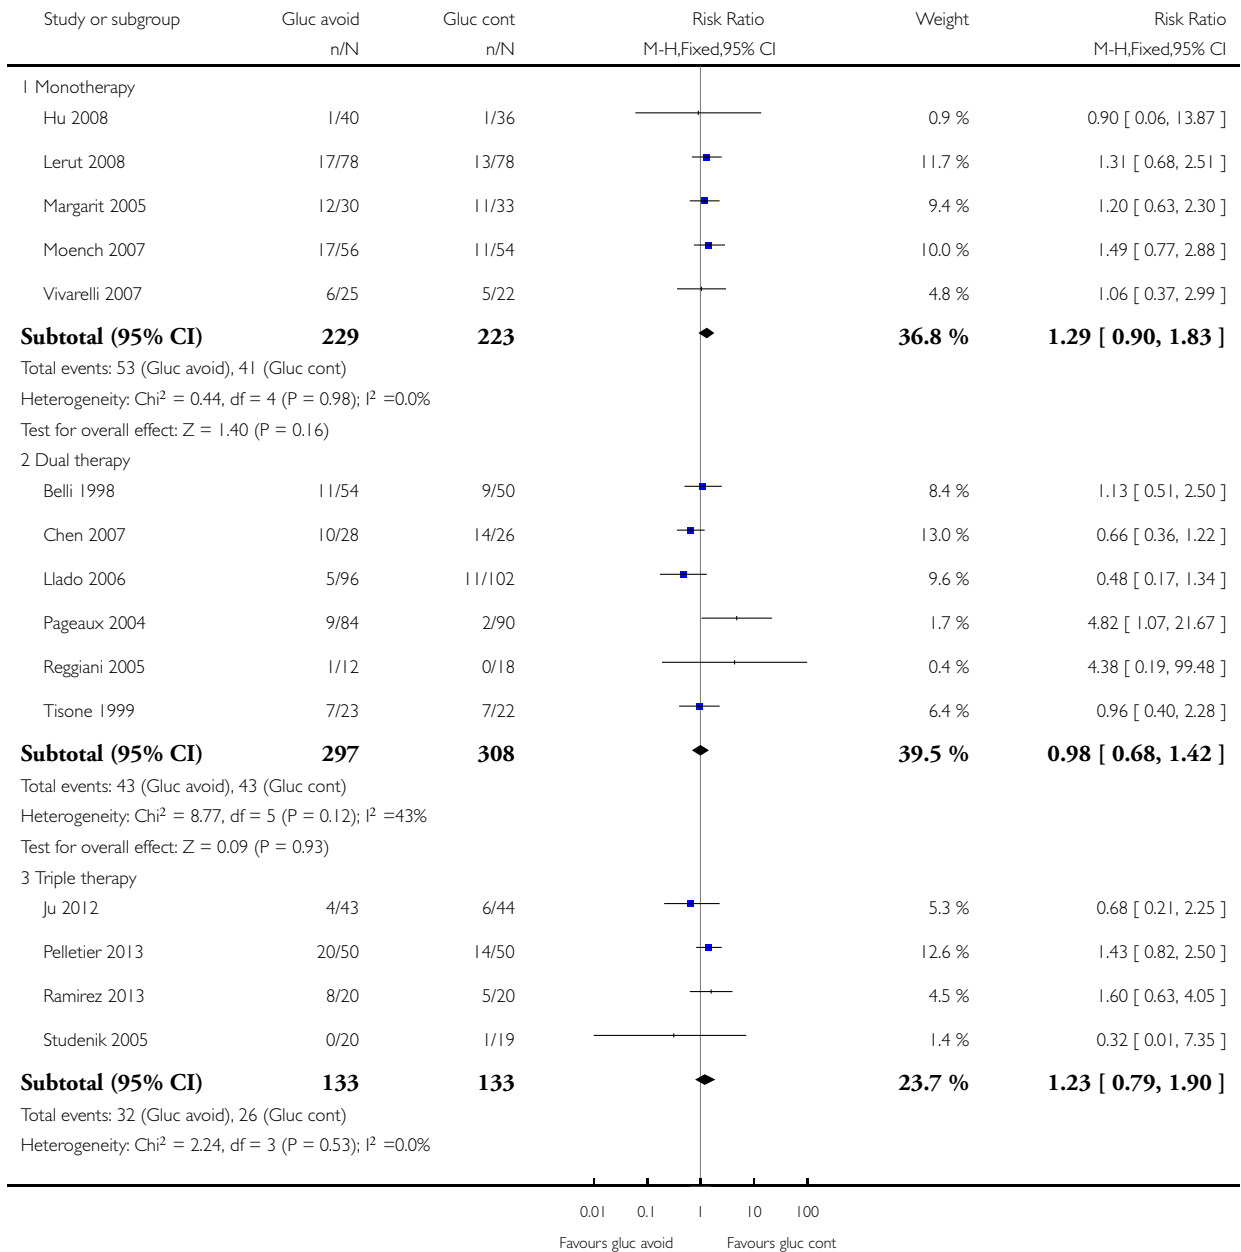 Study or subgroup Gluc avoid Gluc cont Risk Ratio Weight Risk Ratio
n/N n/N M-H,Fixed,95% CI M-H,Fixed,95% CI
1 Monotherapy
Hu 2008 1/40 1/36 0.9 % 0.90 [ 0.06, 13.87 ]
Lerut 2008 17/78 13/78 11.7 % 1.31 [ 0.68, 2.51 ]
Margarit 2005 12/30 11/33 9.4 % 1.20 [ 0.63, 2.30 ]
Moench 2007 17/56 11/54 10.0 % 1.49 [ 0.77, 2.88 ]
Vivarelli 2007 6/25 5/22 4.8 % 1.06 [ 0.37, 2.99 ]
Subtotal (95% CI) 229 223 36.8 % 1.29 [ 0.90, 1.83 ]
Total events: 53 (Gluc avoid), 41 (Gluc cont)
Heterogeneity: Chi² = 0.44, df = 4 (P = 0.98); I² =0.0%
Test for overall effect: Z = 1.40 (P = 0.16)
2 Dual therapy
Belli 1998 11/54 9/50 8.4 % 1.13 [ 0.51, 2.50 ]
Chen 2007 10/28 14/26 13.0 % 0.66 [ 0.36, 1.22 ]
Llado 2006 5/96 11/102 9.6 % 0.48 [ 0.17, 1.34 ]
Pageaux 2004 9/84 2/90 1.7 % 4.82 [ 1.07, 21.67 ]
Reggiani 2005 1/12 0/18 0.4 % 4.38 [ 0.19, 99.48 ]
Tisone 1999 7/23 7/22 6.4 % 0.96 [ 0.40, 2.28 ]
Subtotal (95% CI) 297 308 39.5 % 0.98 [ 0.68, 1.42 ]
Total events: 43 (Gluc avoid), 43 (Gluc cont)
Heterogeneity: Chi² = 8.77, df = 5 (P = 0.12); I² =43%
Test for overall effect: Z = 0.09 (P = 0.93)
3 Triple therapy
Ju 2012 4/43 6/44 5.3 % 0.68 [ 0.21, 2.25 ]
Pelletier 2013 20/50 14/50 12.6 % 1.43 [ 0.82, 2.50 ]
Ramirez 2013 8/20 5/20 4.5 % 1.60 [ 0.63, 4.05 ]
Studenik 2005 0/20 1/19 1.4 % 0.32 [ 0.01, 7.35 ]
Subtotal (95% CI) 133 133 23.7 % 1.23 [ 0.79, 1.90 ]
Total events: 32 (Gluc avoid), 26 (Gluc cont)
Heterogeneity: Chi² = 2.24, df = 3 (P = 0.53); I² =0.0%
0.01 0.1 1 10 100
Favours gluc avoid Favours gluc cont